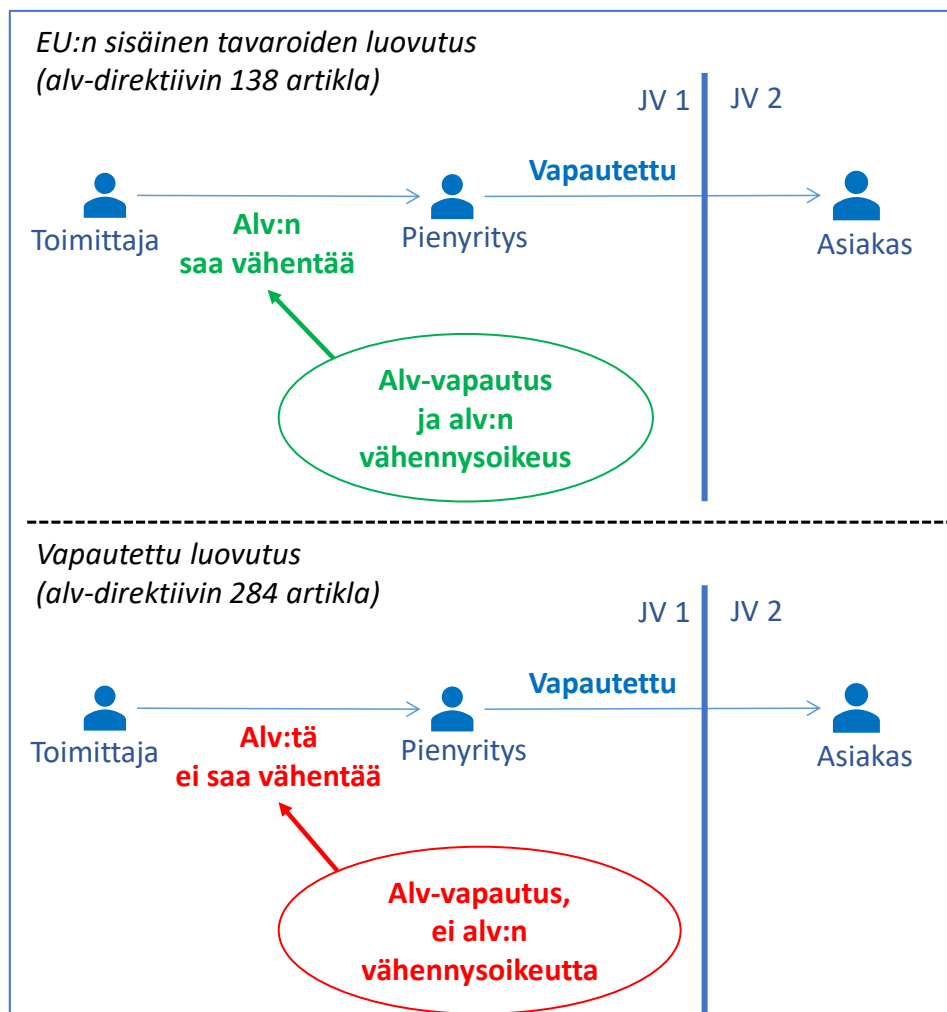 EU:n sisäinen tavaroiden luovutus
(alv-direktiivin 138 artikla)
JV 1
JV 2
Vapautettu
Toimittaja
Alv:n
saa vähentää
Pienyritys
Asiakas
Alv-vapautus
ja alv:n
vähennysoikeus
Vapautettu luovutus
(alv-direktiivin 284 artikla)
JV 1
JV 2
Vapautettu
Toimittaja
Alv:tä
ei saa vähentää
Pienyritys
Asiakas
Alv-vapautus,
ei alv:n
vähennysoikeutta